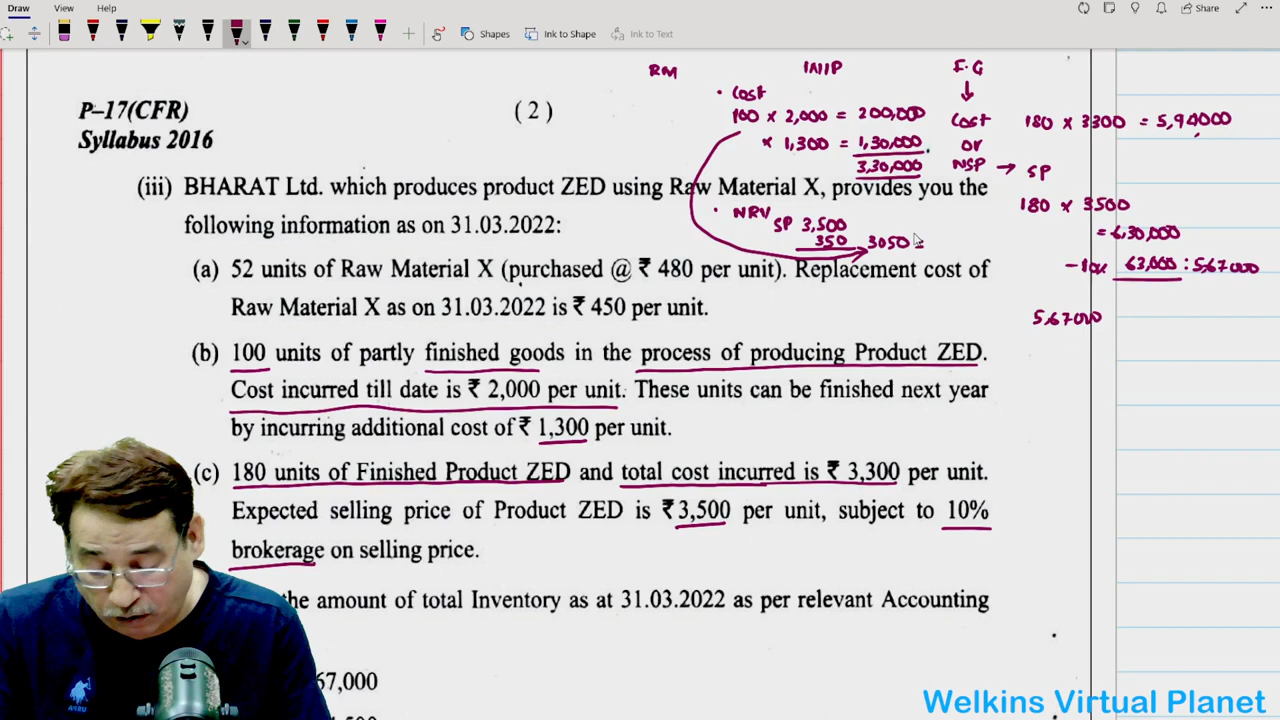 Draw View Help
Shapes Ink to Shape Ink to Text Share
RM WIP F.G
• Cost
100 × 2,000 = 200,000 Cost 180 × 3300 = 5,94000
× 1,300 = 1,30,000 or
3,30,000 NSP → SP
180 × 3500
= 6,30,000
-10% 63,000 : 567000
567000
• NRV
SP 3,500
350 3050 =
P–17(CFR) ( 2 )
Syllabus 2016
(iii) BHARAT Ltd. which produces product ZED using Raw Material X, provides you the
following information as on 31.03.2022:
(a) 52 units of Raw Material X (purchased @ ₹ 480 per unit). Replacement cost of
Raw Material X as on 31.03.2022 is ₹ 450 per unit.
(b) 100 units of partly finished goods in the process of producing Product ZED.
Cost incurred till date is ₹ 2,000 per unit. These units can be finished next year
by incurring additional cost of ₹ 1,300 per unit.
(c) 180 units of Finished Product ZED and total cost incurred is ₹ 3,300 per unit.
Expected selling price of Product ZED is ₹ 3,500 per unit, subject to 10%
brokerage on selling price.
the amount of total Inventory as at 31.03.2022 as per relevant Accounting
67,000
Welkins Virtual Planet